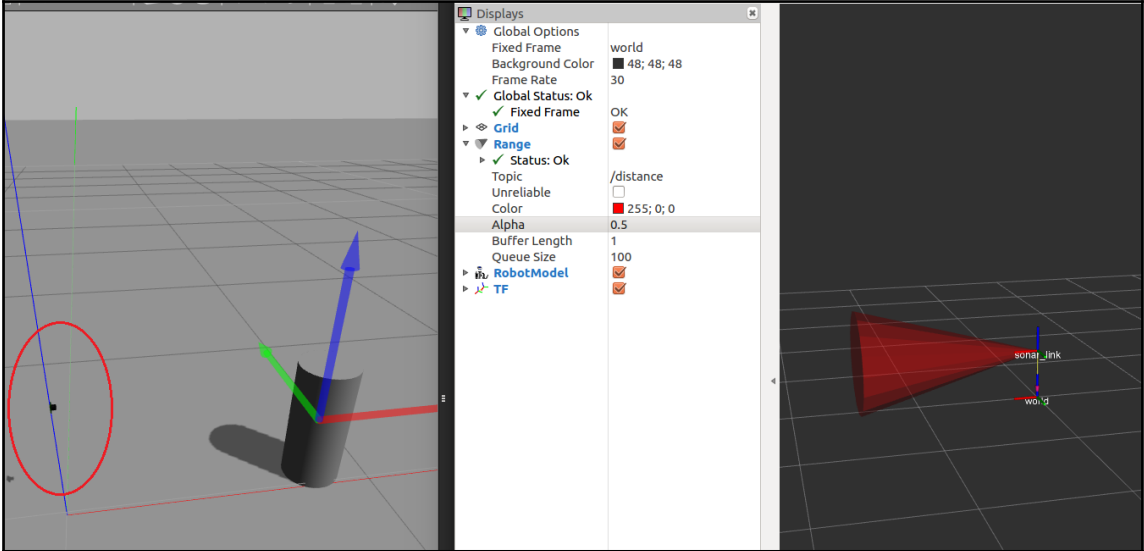 Displays
Global Options
Fixed Frame world
Background Color 48; 48; 48
Frame Rate 30
Global Status: Ok
Fixed Frame OK
Grid
Range
Status: Ok
Topic /distance
Unreliable
Color 255; 0; 0
Alpha 0.5
Buffer Length 1
Queue Size 100
RobotModel
TF
sonar_link
world